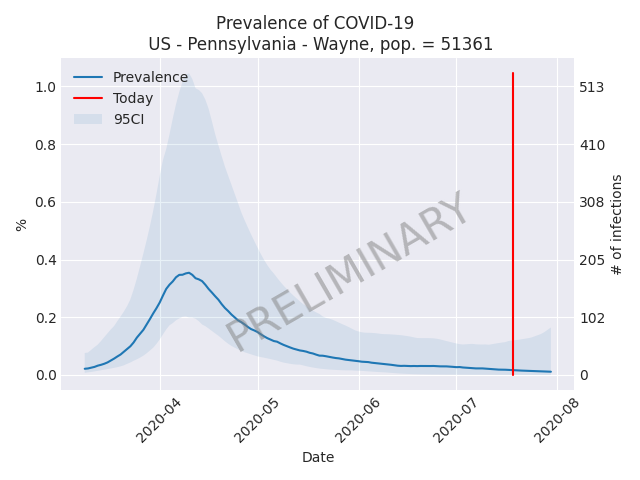 Prevalence of COVID-19
US - Pennsylvania - Wayne, pop. = 51361
Prevalence
Today
95CI
1.0
0.8
0.6
0.4
0.2
0.0
%
513
410
308
205
102
0
# of infections
PRELIMINARY
2020-04
2020-05
2020-06
2020-07
2020-08
Date